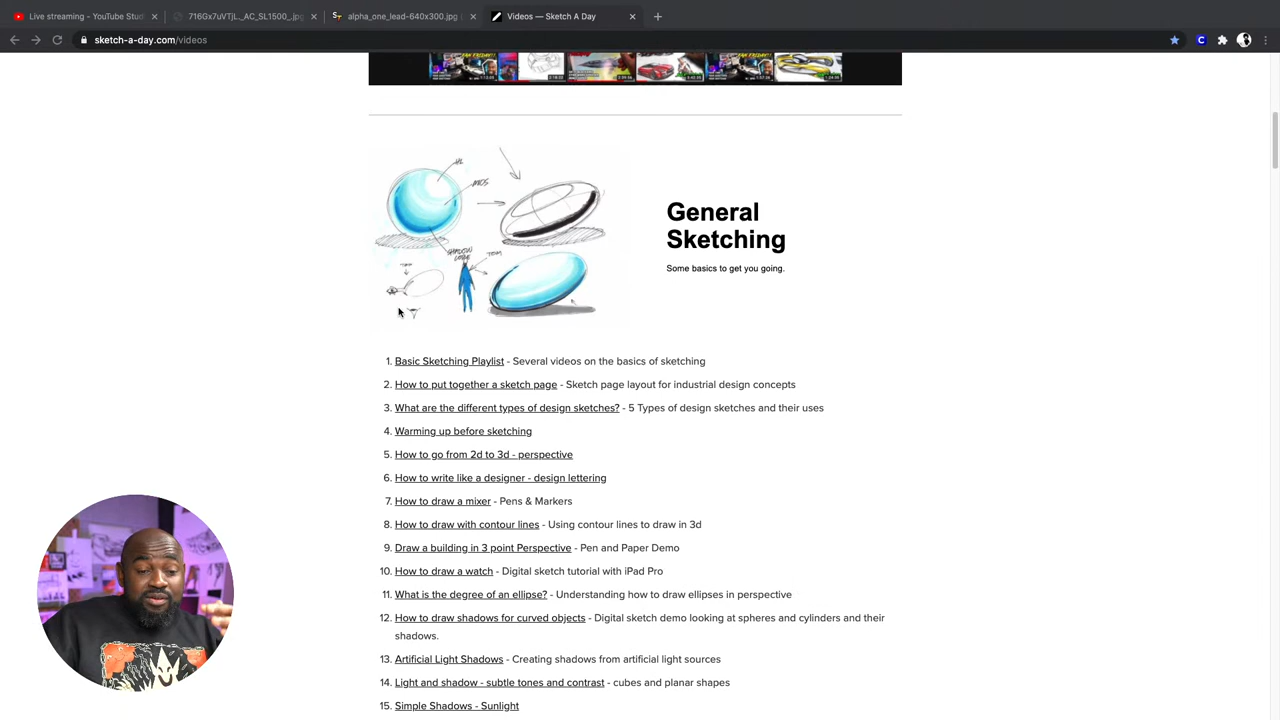 Live streaming - YouTube Stud
716Gx7uVTjL._AC_SL1500_.jpg
alpha_one_lead-640x300.jpg
Videos — Sketch A Day
sketch-a-day.com/videos
HL
MIDS
SHADOW
CORE
General
Sketching
Some basics to get you going.
1. Basic Sketching Playlist - Several videos on the basics of sketching
2. How to put together a sketch page - Sketch page layout for industrial design concepts
3. What are the different types of design sketches? - 5 Types of design sketches and their uses
4. Warming up before sketching
5. How to go from 2d to 3d - perspective
6. How to write like a designer - design lettering
7. How to draw a mixer - Pens & Markers
8. How to draw with contour lines - Using contour lines to draw in 3d
9. Draw a building in 3 point Perspective - Pen and Paper Demo
10. How to draw a watch - Digital sketch tutorial with iPad Pro
11. What is the degree of an ellipse? - Understanding how to draw ellipses in perspective
12. How to draw shadows for curved objects - Digital sketch demo looking at spheres and cylinders and their
shadows.
13. Artificial Light Shadows - Creating shadows from artificial light sources
14. Light and shadow - subtle tones and contrast - cubes and planar shapes
15. Simple Shadows - Sunlight